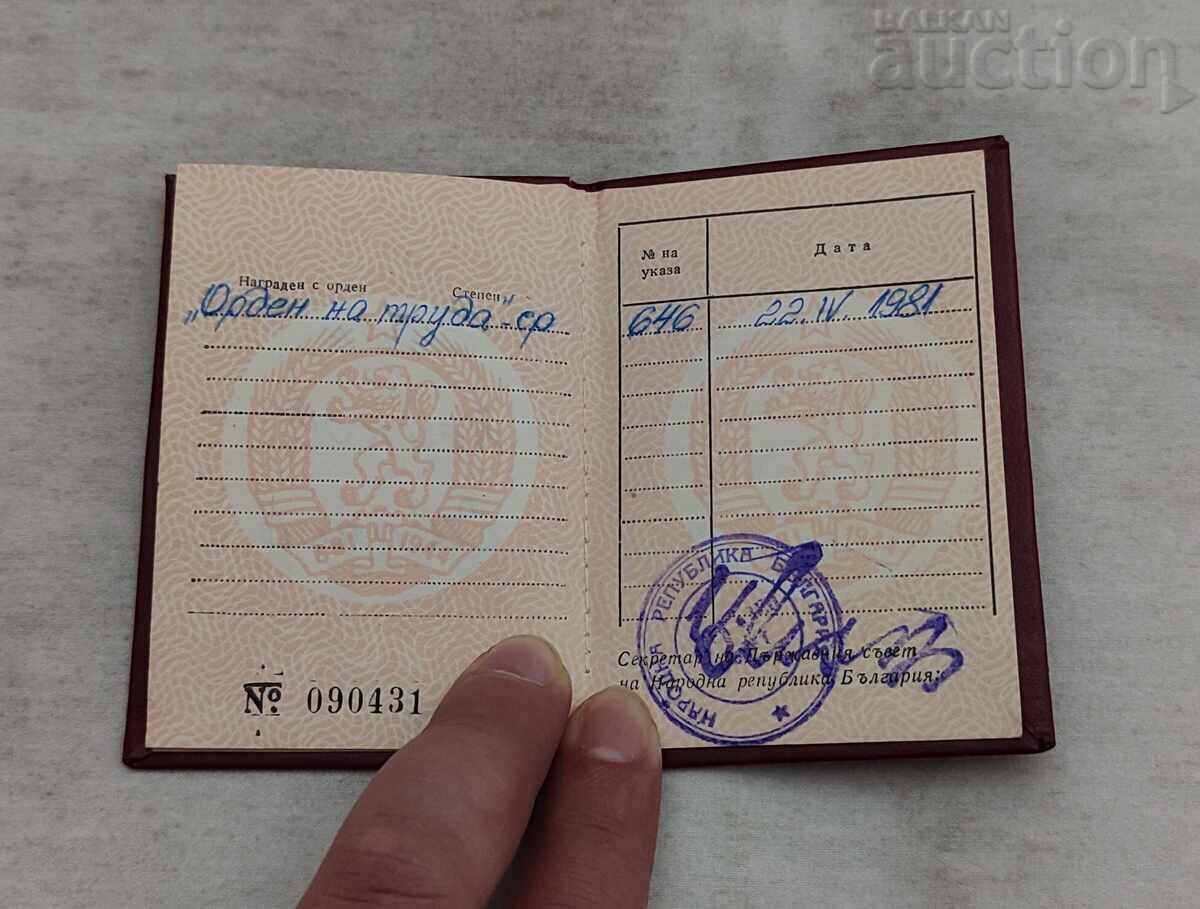 BALKAN
auction
Награден с орден Степен
„Орден на труда"-ср
№ 090431
№ на
указа
Дата
646 22.IV.1981
НАРОДНА РЕПУБЛИКА БЪЛГАРИЯ
Секретар на Държавния съвет
на Народна република България: